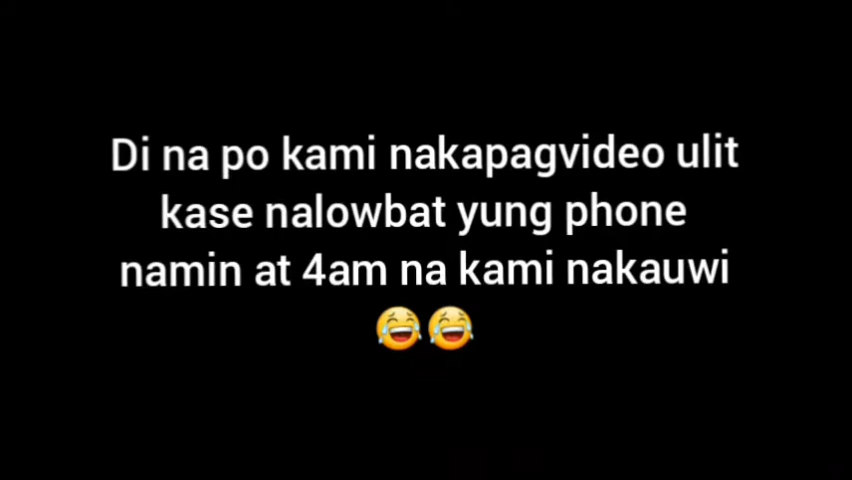 Di na po kami nakapagvideo ulit
kase nalowbat yung phone
namin at 4am na kami nakauwi
😂😂